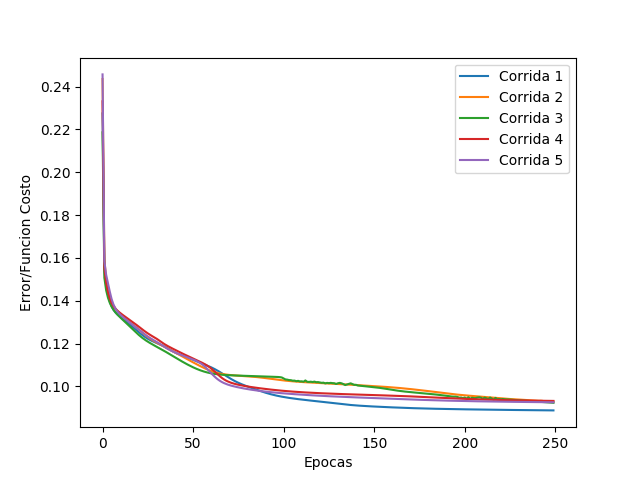 0.24
0.22
0.20
0.18
0.16
0.14
0.12
0.10
Error/Funcion Costo
0
50
100
150
200
250
Epocas
Corrida 1
Corrida 2
Corrida 3
Corrida 4
Corrida 5